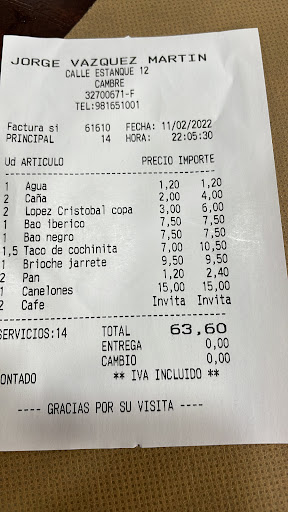 JORGE VAZQUEZ MARTIN
CALLE ESTANQUE 12
CAMBRE
32700671-F
TEL:981651001
Factura si 61610 FECHA: 11/02/2022
PRINCIPAL 14 HORA: 22:05:30
Ud ARTICULO PRECIO IMPORTE
1 Agua 1,20 1,20
2 Caña 2,00 4,00
2 Lopez Cristobal copa 3,00 6,00
1 Bao iberico 7,50 7,50
1 Bao negro 7,50 7,50
1,5 Taco de cochinita 7,00 10,50
1 Brioche jarrete 9,50 9,50
2 Pan 1,20 2,40
1 Canelones 15,00 15,00
2 Cafe Invita Invita
SERVICIOS:14 TOTAL 63,60
ENTREGA 0,00
CAMBIO 0,00
ONTADO ** IVA INCLUIDO **
---- GRACIAS POR SU VISITA ----